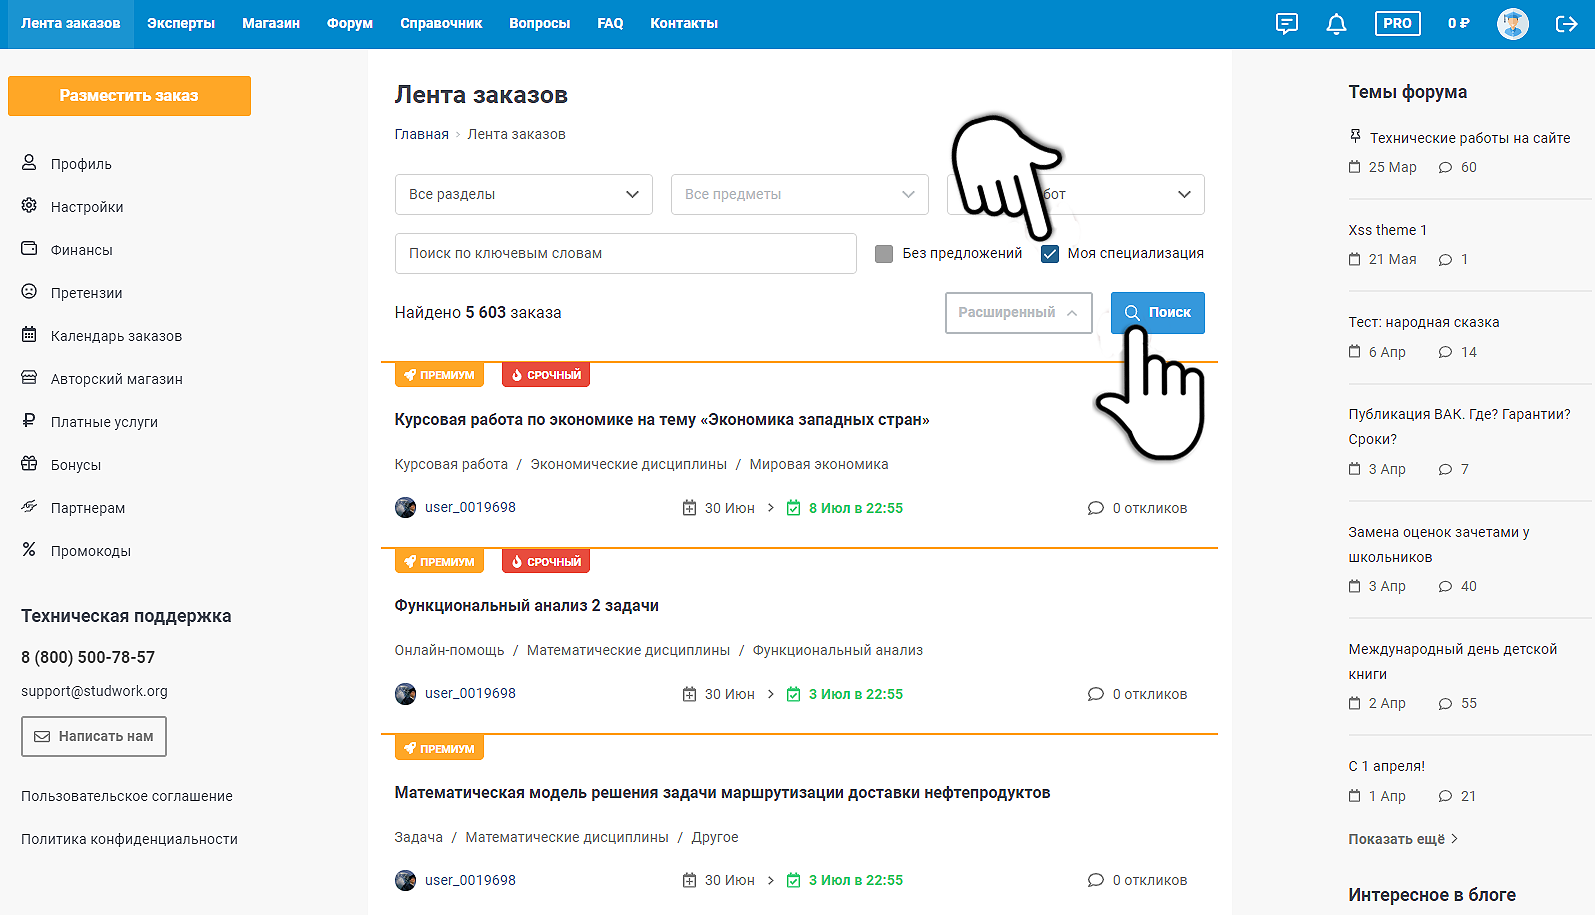 Лента заказов Эксперты Магазин Форум Справочник Вопросы FAQ Контакты PRO 0 ₽
Разместить заказ
Профиль
Настройки
Финансы
Претензии
Календарь заказов
Авторский магазин
Платные услуги
Бонусы
Партнерам
Промокоды
Техническая поддержка
8 (800) 500-78-57
support@studwork.org
Написать нам
Пользовательское соглашение
Политика конфиденциальности
Лента заказов
Главная › Лента заказов
Все разделы Все предметы бот
Поиск по ключевым словам Без предложений Моя специализация
Найдено 5 603 заказа Расширенный Поиск
ПРЕМИУМ СРОЧНЫЙ
Курсовая работа по экономике на тему «Экономика западных стран»
Курсовая работа / Экономические дисциплины / Мировая экономика
user_0019698 30 Июн > 8 Июл в 22:55 0 откликов
ПРЕМИУМ СРОЧНЫЙ
Функциональный анализ 2 задачи
Онлайн-помощь / Математические дисциплины / Функциональный анализ
user_0019698 30 Июн > 3 Июл в 22:55 0 откликов
ПРЕМИУМ
Математическая модель решения задачи маршрутизации доставки нефтепродуктов
Задача / Математические дисциплины / Другое
user_0019698 30 Июн > 3 Июл в 22:55 0 откликов
Темы форума
Технические работы на сайте
25 Мар 60
Xss theme 1
21 Мая 1
Тест: народная сказка
6 Апр 14
Публикация ВАК. Где? Гарантии?
Сроки?
3 Апр 7
Замена оценок зачетами у
школьников
3 Апр 40
Международный день детской
книги
2 Апр 55
С 1 апреля!
1 Апр 21
Показать ещё >
Интересное в блоге